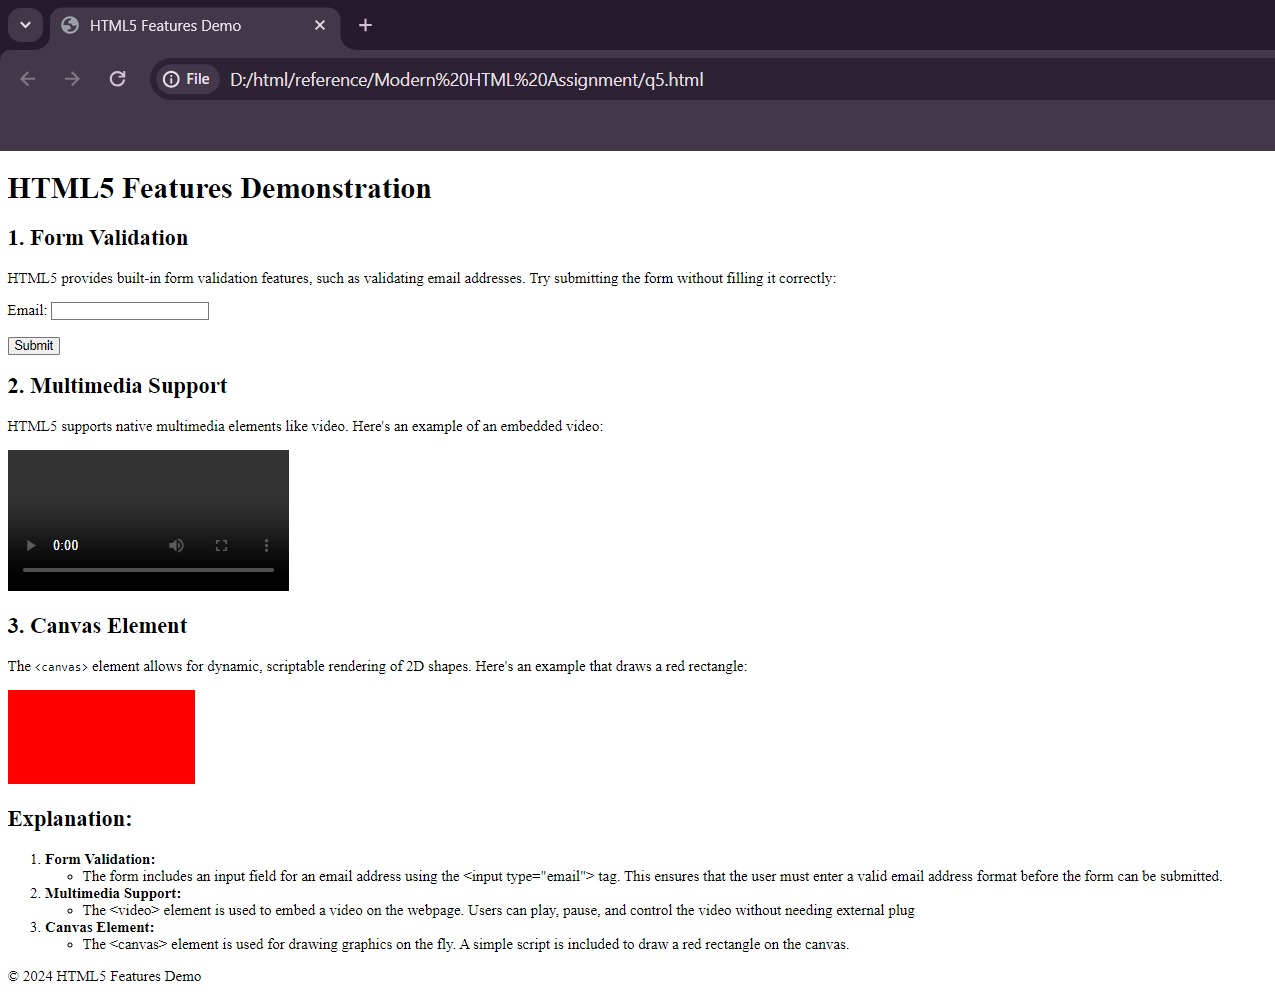 HTML5 Features Demo
File D:/html/reference/Modern%20HTML%20Assignment/q5.html
HTML5 Features Demonstration
1. Form Validation
HTML5 provides built-in form validation features, such as validating email addresses. Try submitting the form without filling it correctly:
Email:
Submit
2. Multimedia Support
HTML5 supports native multimedia elements like video. Here's an example of an embedded video:
0:00
3. Canvas Element
The <canvas> element allows for dynamic, scriptable rendering of 2D shapes. Here's an example that draws a red rectangle:
Explanation:
1. Form Validation:
The form includes an input field for an email address using the <input type="email"> tag. This ensures that the user must enter a valid email address format before the form can be submitted.
2. Multimedia Support:
The <video> element is used to embed a video on the webpage. Users can play, pause, and control the video without needing external plug
3. Canvas Element:
The <canvas> element is used for drawing graphics on the fly. A simple script is included to draw a red rectangle on the canvas.
© 2024 HTML5 Features Demo